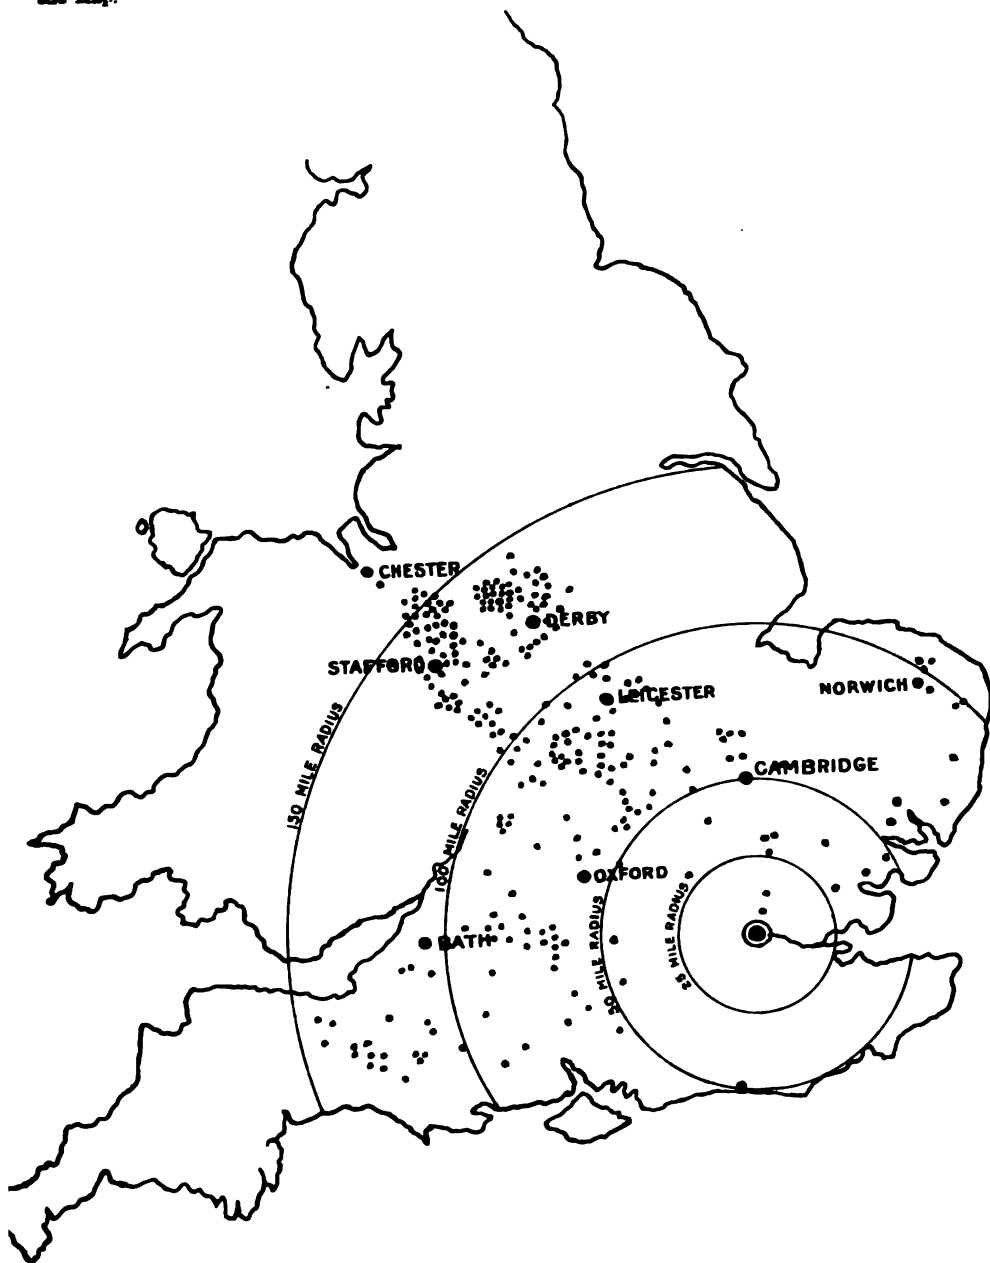 CHESTER
DERBY
STAFFORD
LEICESTER
NORWICH
150 MILE RADIUS
100 MILE RADIUS
CAMBRIDGE
OXFORD
50 MILE RADIUS
25 MILE RADIUS
BATH